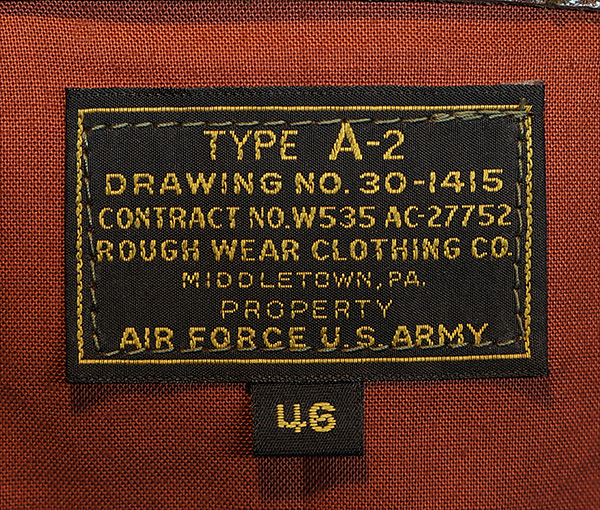 TYPE A-2
DRAWING NO. 30-1415
CONTRACT NO. W535 AC-27752
ROUGH WEAR CLOTHING CO.
MIDDLETOWN, PA.
PROPERTY
AIR FORCE U.S. ARMY
46